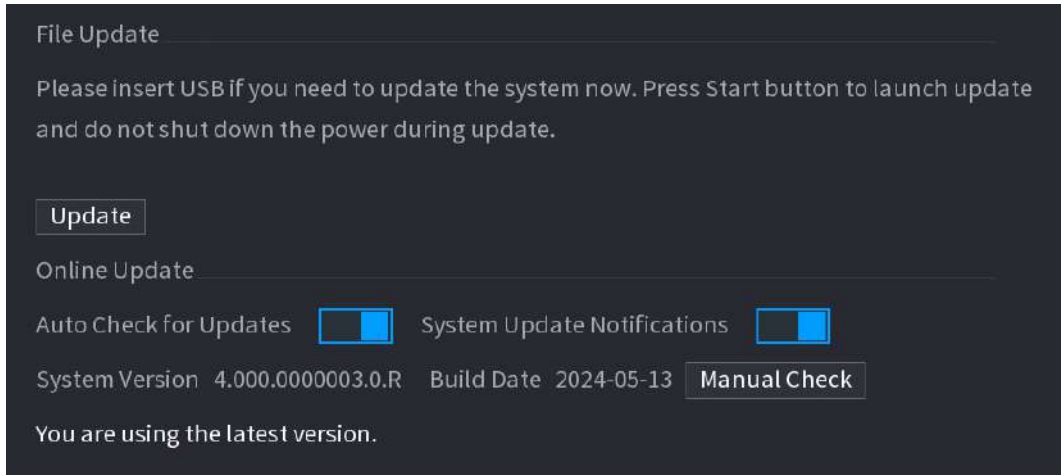 File Update
Please insert USB if you need to update the system now. Press Start button to launch update
and do not shut down the power during update.
Update
Online Update
Auto Check for Updates System Update Notifications
System Version 4.000.0000003.0.R Build Date 2024-05-13 Manual Check
You are using the latest version.